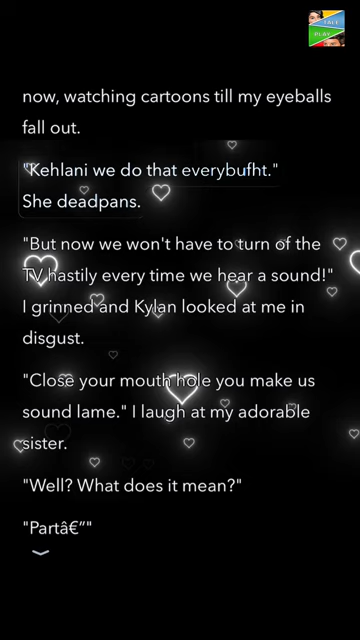 TALE
PLAY
now, watching cartoons till my eyeballs
fall out.
"Kehlani we do that everybufht."
She deadpans.
"But now we won't have to turn of the
TV hastily every time we hear a sound!"
I grinned and Kylan looked at me in
disgust.
"Close your mouth hole you make us
sound lame." I laugh at my adorable
sister.
"Well? What does it mean?"
"Partâ€”"